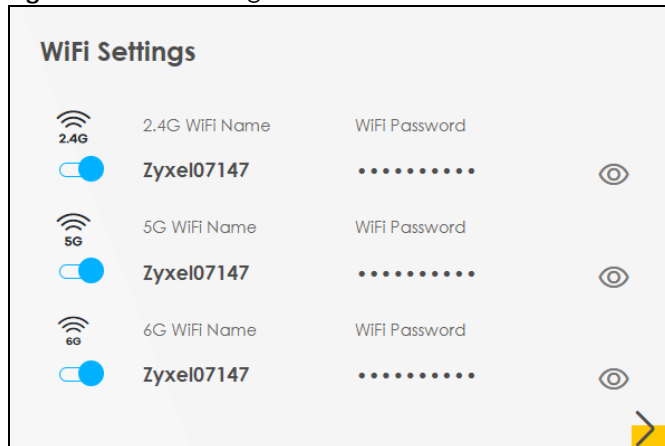 WiFi Settings
2.4G WiFi Name WiFi Password
2.4G
Zyxel07147 ••••••••••
5G WiFi Name WiFi Password
5G
Zyxel07147 ••••••••••
6G WiFi Name WiFi Password
6G
Zyxel07147 ••••••••••